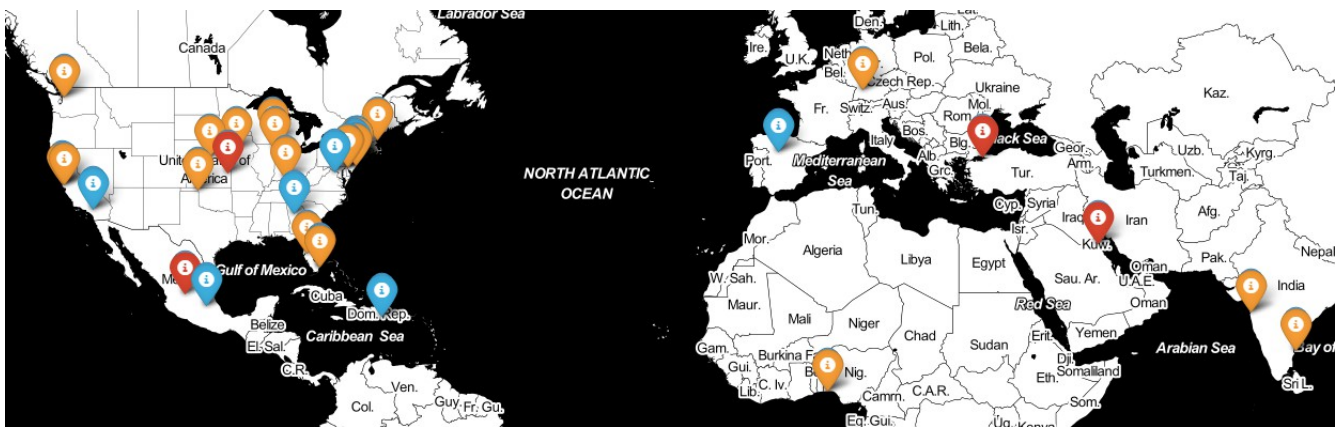 Labrador Sea
Canada
United States of
America
Gulf of Mexico
Cuba
Dom. Rep.
Belize
El. Sal.
Caribbean Sea
C.R.
Ven.
Col.
Guy.
Fr. Gu.
NORTH ATLANTIC
OCEAN
Den.
Lith.
Ire.
U.K.
Neth.
Bela.
Pol.
Bel.
Czech Rep.
Ukraine
Kaz.
Fr.
Switz.
Aus.
Mol.
Rom.
Italy
Bos.
Blg.
Black Sea
Geor.
Uzb.
Kyrg.
Port.
Mediterranean
Sea
Alb.
Grc.
Tur.
Arm.
Turkmen.
Taj.
Tun.
Cyp.
Syria
Isr.
Iraq
Iran
Afg.
Mor.
Algeria
Libya
Egypt
Kuw.
Pak.
Nepal
W. Sah.
Sau. Ar.
Oman
U.A.E.
India
Maur.
Mali
Niger
Chad
Red Sea
Oman
Sudan
Erit.
Yemen
Arabian Sea
Bay of
Gam.
Gui.
Burkina Fa
Nig.
Dji.
Somaliland
Lib.
C. Iv.
Camrn.
C.A.R.
Eth.
Som.
Sri L.
Eq. Gui.
Ug.
Kenya